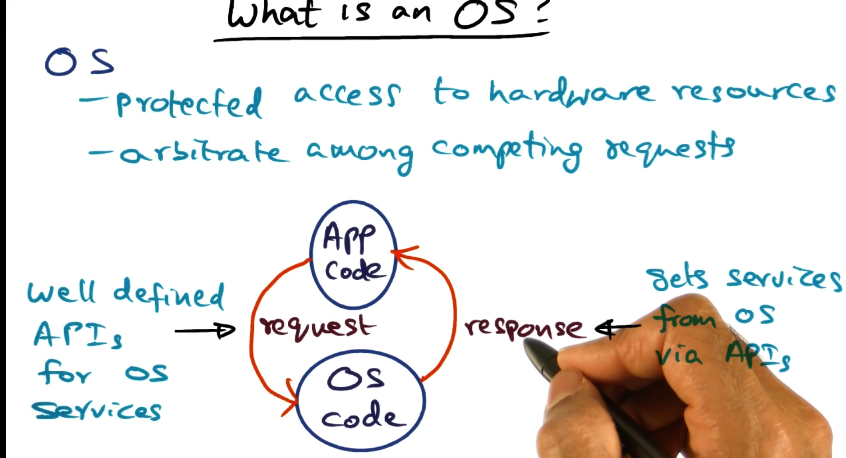 What is an OS?
OS
- protected access to hardware resources
- arbitrate among competing requests
App
Code
well defined
APIs
for OS
Services
request
response
gets services
from OS
via APIs
OS
code